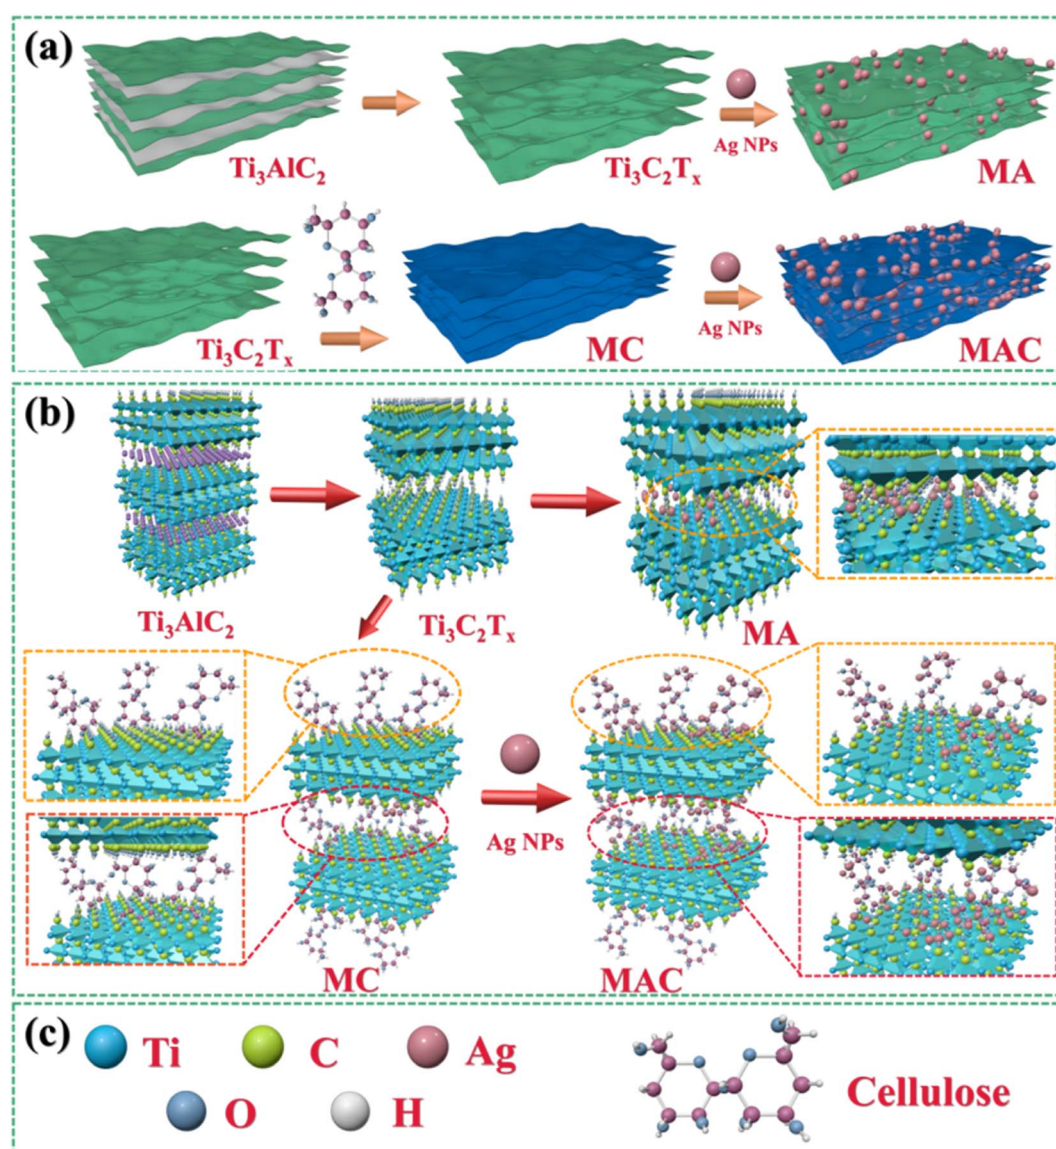 (a)
Ti₃AlC₂
Ti₃C₂Tₓ
Ag NPs
MA
Ti₃C₂Tₓ
MC
Ag NPs
MAC
(b)
Ti₃AlC₂
Ti₃C₂Tₓ
MA
Ag NPs
MC
MAC
(c)
Ti
C
Ag
O
H
Cellulose